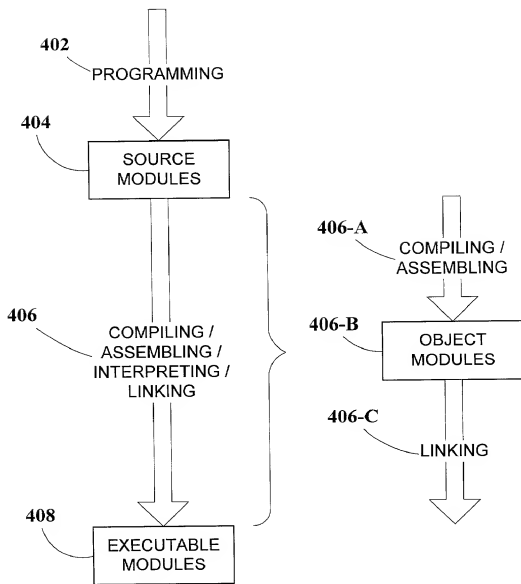 402
PROGRAMMING
404
SOURCE
MODULES
406
COMPILING /
ASSEMBLING /
INTERPRETING /
LINKING
408
EXECUTABLE
MODULES
406-A
COMPILING /
ASSEMBLING
406-B
OBJECT
MODULES
406-C
LINKING